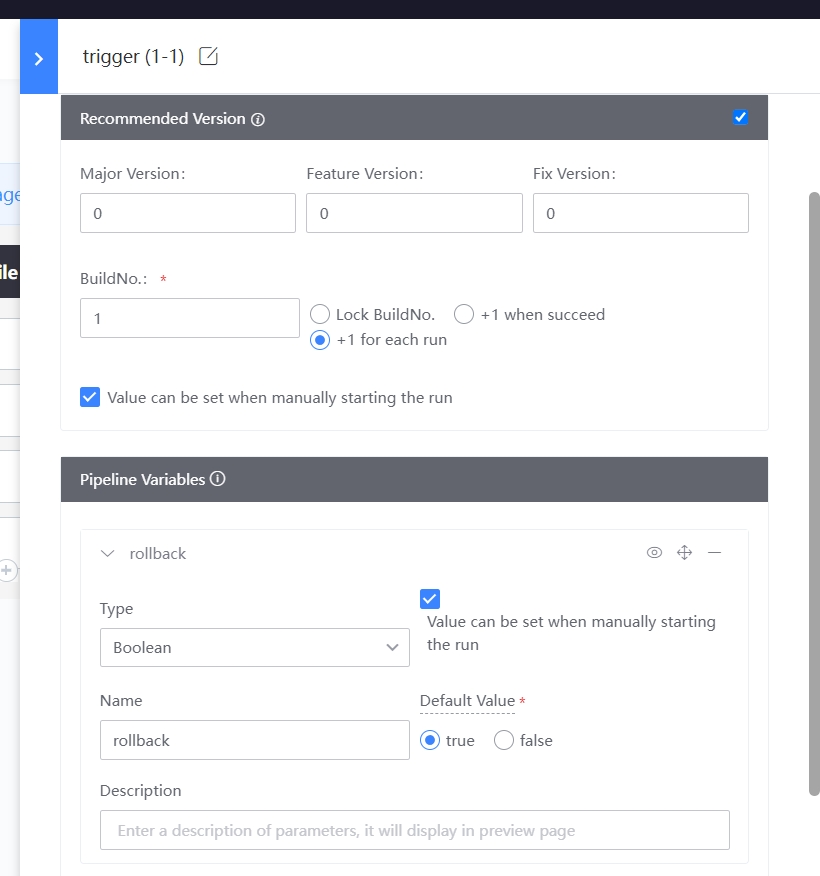 trigger (1-1)
Recommended Version
Major Version:
Feature Version:
Fix Version:
0
0
0
age
ile
BuildNo.: *
1
Lock BuildNo.
+1 when succeed
+1 for each run
Value can be set when manually starting the run
Pipeline Variables
rollback
Type
Value can be set when manually starting
the run
Boolean
Name
Default Value *
rollback
true
false
Description
Enter a description of parameters, it will display in preview page